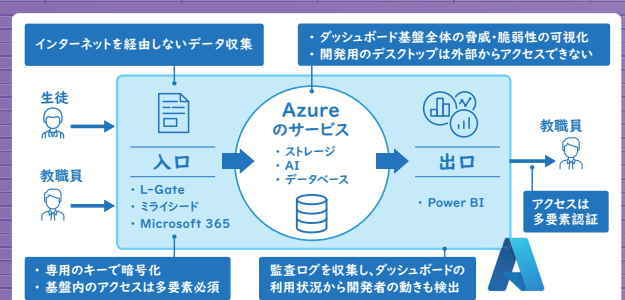 インターネットを経由しないデータ収集
・ダッシュボード基盤全体の脅威・脆弱性の可視化
・開発用のデスクトップは外部からアクセスできない
生徒
教職員
入口
・L-Gate
・ミライシード
・Microsoft 365
Azure
のサービス
・ストレージ
・AI
・データベース
出口
・Power BI
教職員
アクセスは
多要素認証
・専用のキーで暗号化
・基盤内のアクセスは多要素必須
監査ログを収集し、ダッシュボードの
利用状況から開発者の動きも検出